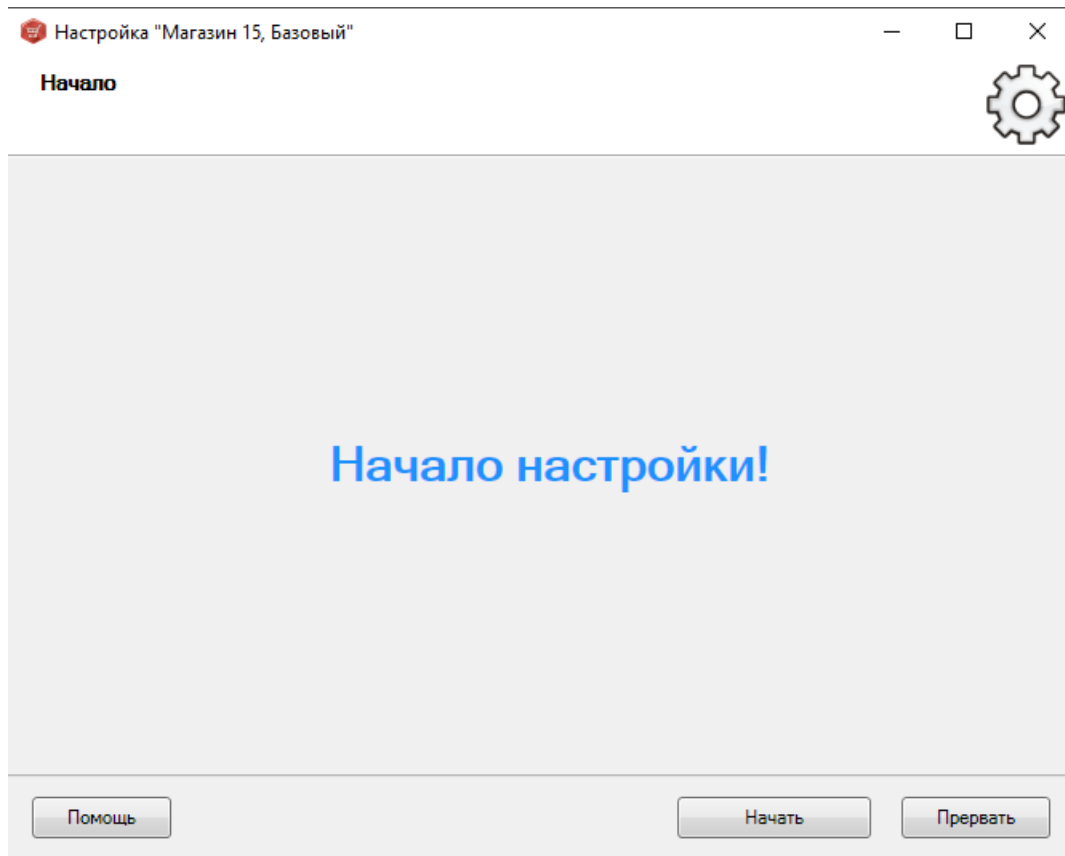 Настройка "Магазин 15, Базовый"
Начало
Начало настройки!
Помощь
Начать
Прервать